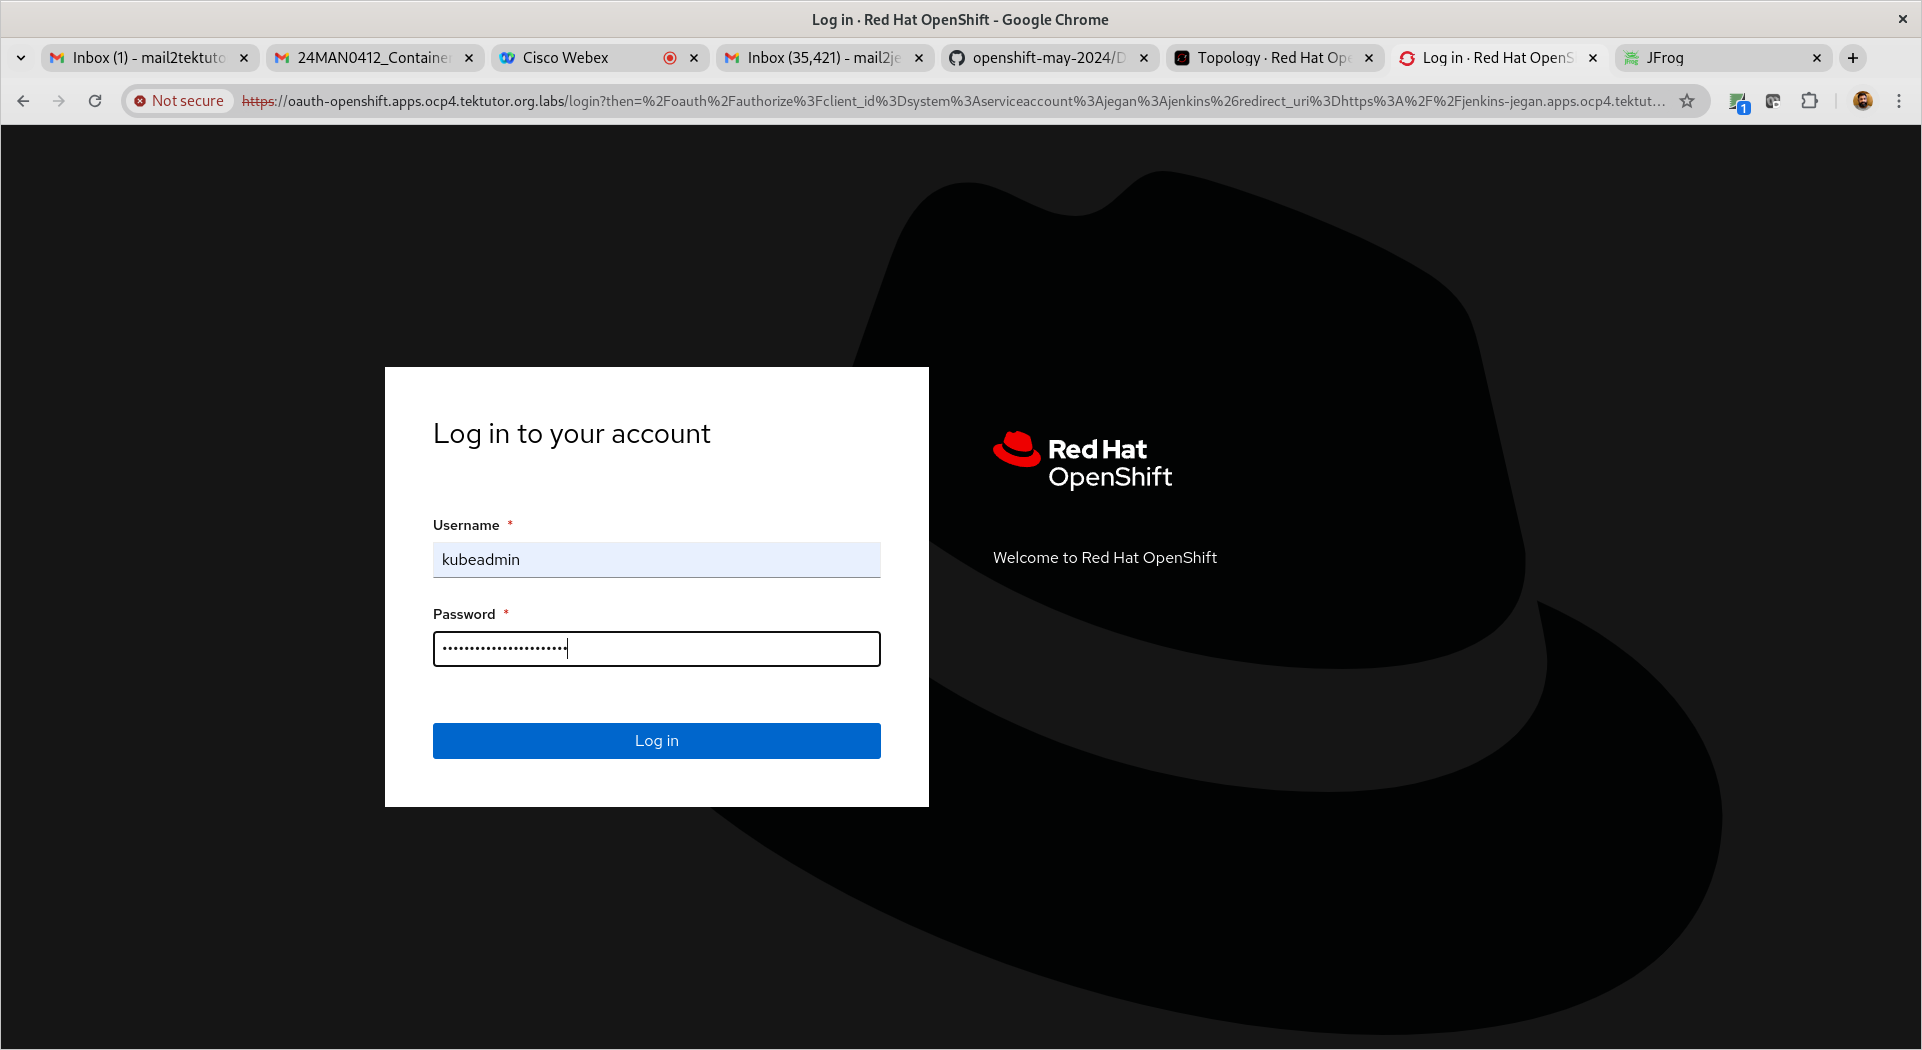 Log in · Red Hat OpenShift - Google Chrome
Inbox (1) - mail2tektuto
24MAN0412_Container
Cisco Webex
Inbox (35,421) - mail2je
openshift-may-2024/D
Topology · Red Hat Ope
Log in · Red Hat OpenS
JFrog
Not secure
https://oauth-openshift.apps.ocp4.tektutor.org.labs/login?then=%2Foauth%2Fauthorize%3Fclient_id%3Dsystem%3Aserviceaccount%3Ajegan%3Ajenkins%26redirect_uri%3Dhttps%3A%2F%2Fjenkins-jegan.apps.ocp4.tektut...
1
Log in to your account
Username *
kubeadmin
Password *
•••••••••••••••••••••••
Log in
Red Hat
OpenShift
Welcome to Red Hat OpenShift